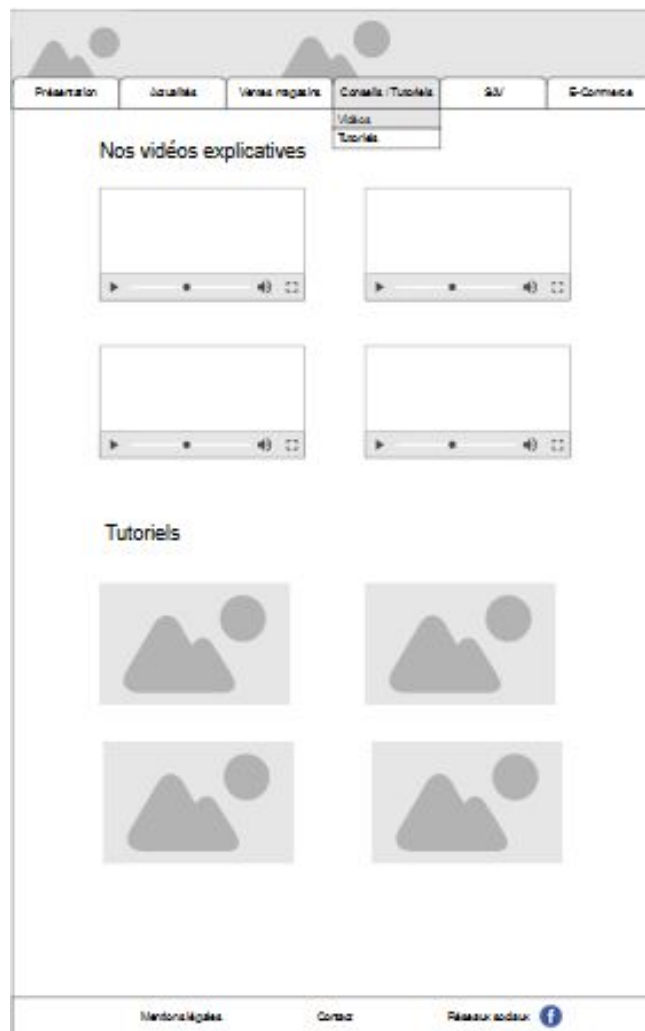 Présentation
Actualités
Ventes magasins
Conseils / Tutoriels
SAV
E-Commerce
Vidéos
Tutoriels
Nos vidéos explicatives
Tutoriels
Mentions légales
Contact
Réseaux sociaux